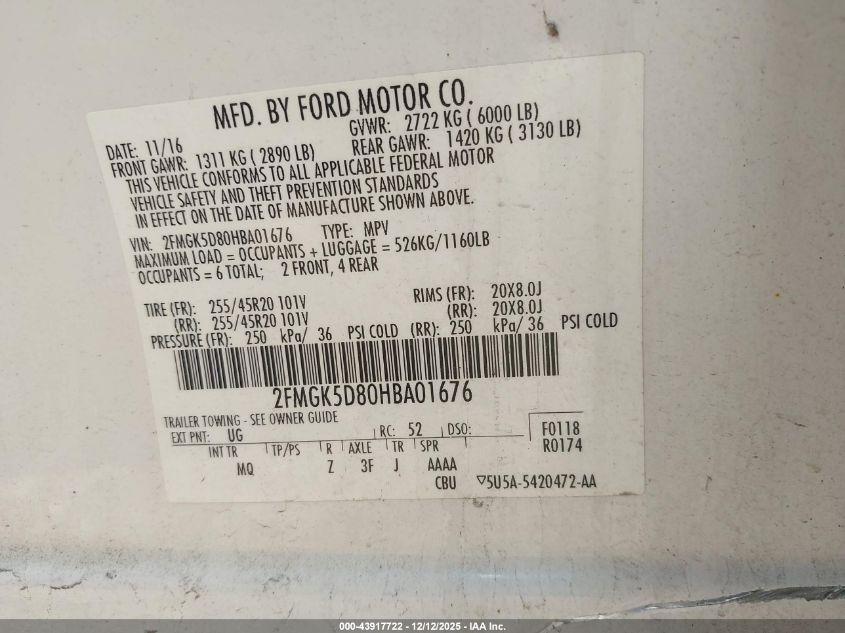 MFD. BY FORD MOTOR CO.
DATE: 11/16 GVWR: 2722 KG ( 6000 LB)
FRONT GAWR: 1311 KG ( 2890 LB) REAR GAWR: 1420 KG ( 3130 LB)
THIS VEHICLE CONFORMS TO ALL APPLICABLE FEDERAL MOTOR
VEHICLE SAFETY AND THEFT PREVENTION STANDARDS
IN EFFECT ON THE DATE OF MANUFACTURE SHOWN ABOVE.
VIN: 2FMGK5D80HBA01676 TYPE: MPV
MAXIMUM LOAD = OCCUPANTS + LUGGAGE = 526KG/1160LB
OCCUPANTS = 6 TOTAL; 2 FRONT, 4 REAR
TIRE (FR): 255/45R20 101V RIMS (FR): 20X8.0J
(RR): 255/45R20 101V (RR): 20X8.0J
PRESSURE (FR): 250 kPa/ 36 PSI COLD (RR): 250 kPa/ 36 PSI COLD
2FMGK5D80HBA01676
TRAILER TOWING - SEE OWNER GUIDE
EXT PNT: UG RC: 52 DSO: F0118
INT TR TP/PS R AXLE TR SPR R0174
MQ Z 3F J AAAA
CBU ▽5U5A-5420472-AA
000-43917722 - 12/12/2025 - IAA Inc.